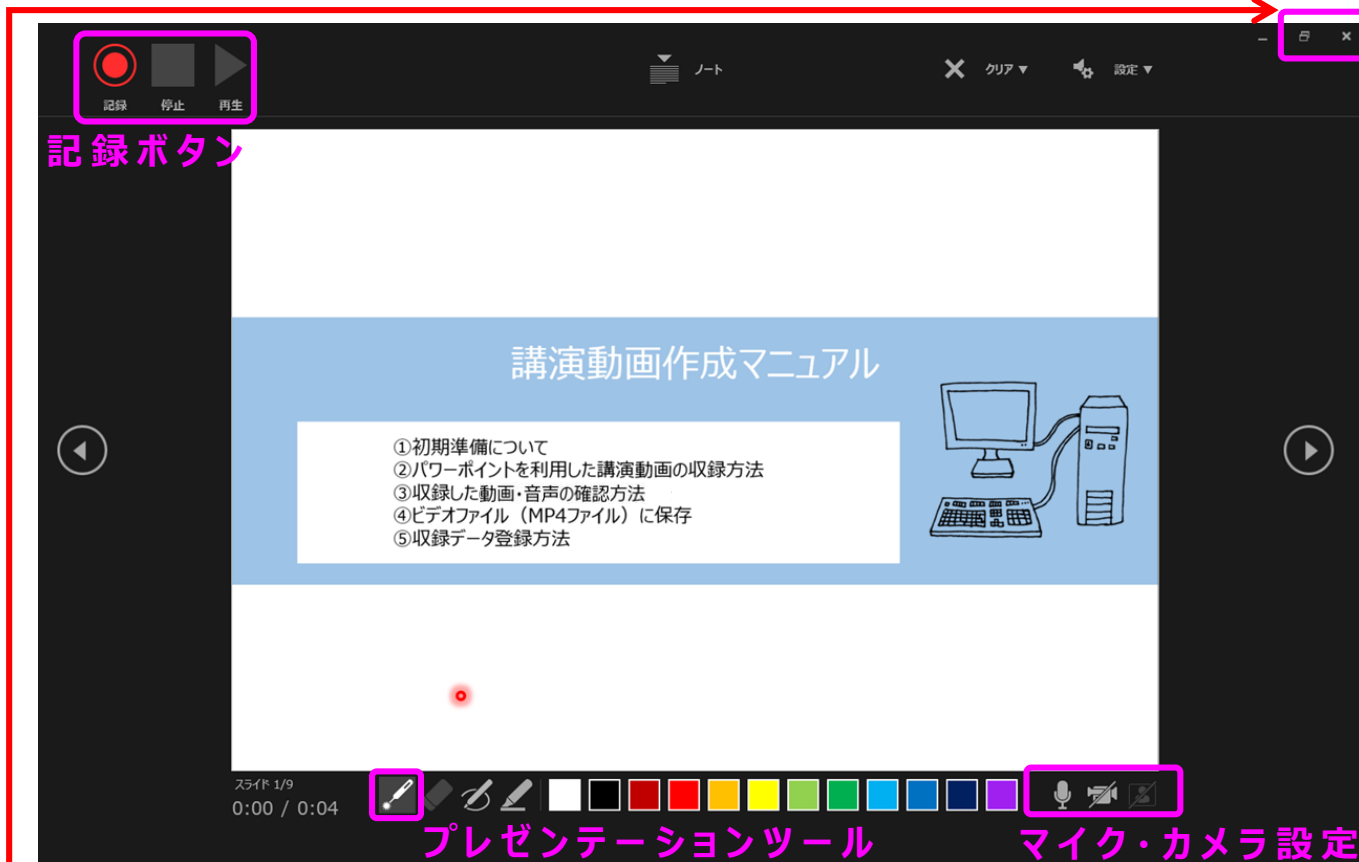 記録 停止 再生
ノート
クリア ▼
設定 ▼
記録ボタン
講演動画作成マニュアル
①初期準備について
②パワーポイントを利用した講演動画の収録方法
③収録した動画・音声の確認方法
④ビデオファイル（MP4ファイル）に保存
⑤収録データ登録方法
スライド 1/9
0:00 / 0:04
プレゼンテーションツール
マイク・カメラ設定